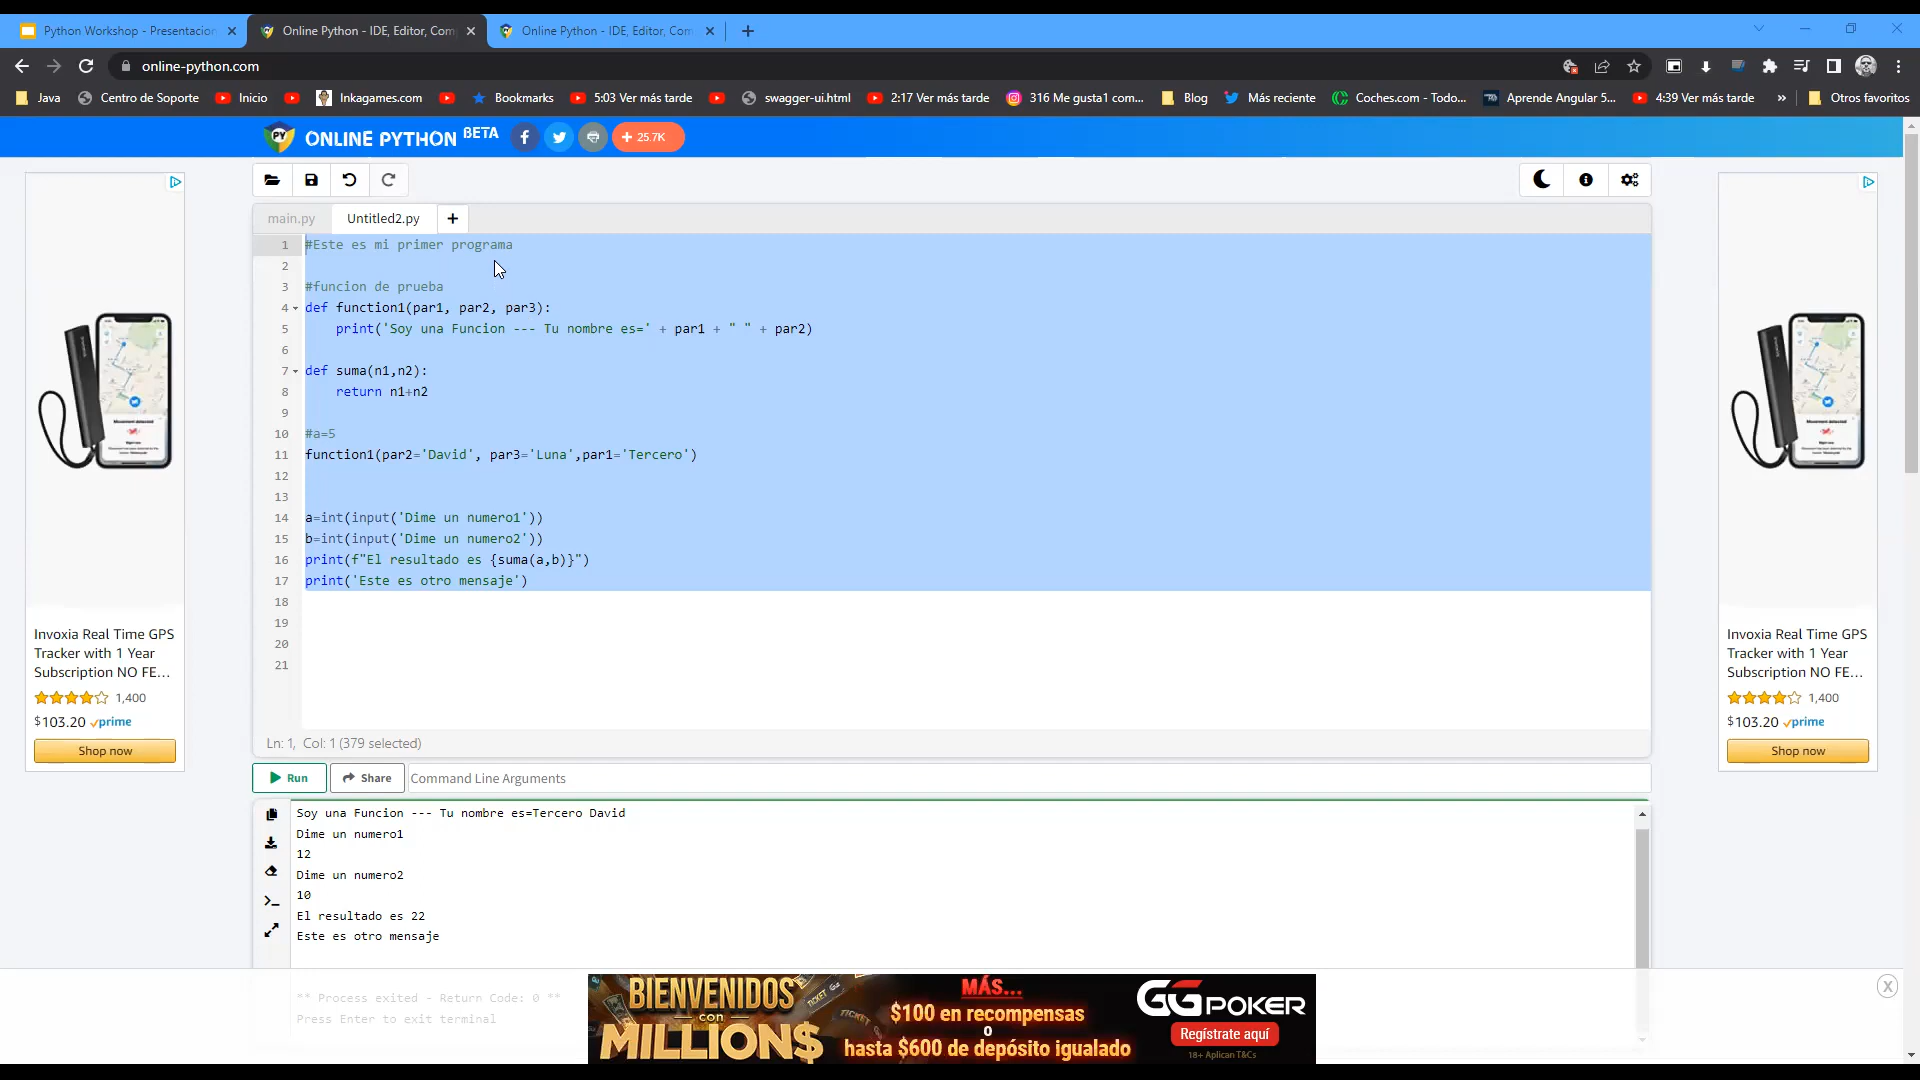 Python Workshop - Presentacion
Online Python - IDE, Editor, Com
Online Python - IDE, Editor, Com
online-python.com
Java
Centro de Soporte
Inicio
Inkagames.com
Bookmarks
5:03 Ver más tarde
swagger-ui.html
2:17 Ver más tarde
316 Me gusta1 com...
Blog
Más reciente
Coches.com - Todo...
Aprende Angular 5...
4:39 Ver más tarde
»
Otros favoritos
PY
ONLINE PYTHON BETA
25.7K
main.py
Untitled2.py
1 #Este es mi primer programa
2
3 #funcion de prueba
4 def function1(par1, par2, par3):
5 print('Soy una Funcion --- Tu nombre es=' + par1 + " " + par2)
6
7 def suma(n1,n2):
8 return n1+n2
9
10 #a=5
11 function1(par2='David', par3='Luna',par1='Tercero')
12
13
14 a=int(input('Dime un numero1'))
15 b=int(input('Dime un numero2'))
16 print(f"El resultado es {suma(a,b)}")
17 print('Este es otro mensaje')
18
19
20
21
Ln: 1, Col: 1 (379 selected)
Run
Share
Command Line Arguments
Soy una Funcion --- Tu nombre es=Tercero David
Dime un numero1
12
Dime un numero2
10
El resultado es 22
Este es otro mensaje
** Process exited - Return Code: 0 **
Press Enter to exit terminal
Movement detected
Invoxia Real Time GPS
Tracker with 1 Year
Subscription NO FE...
1,400
$103.20 prime
Shop now
Movement detected
Invoxia Real Time GPS
Tracker with 1 Year
Subscription NO FE...
1,400
$103.20 prime
Shop now
BIENVENIDOS
con
MILLION$
TICKET GG
TICKET
MÁS...
$100 en recompensas
o
hasta $600 de depósito igualado
GGPOKER
Regístrate aquí
18+ Aplican T&Cs
X